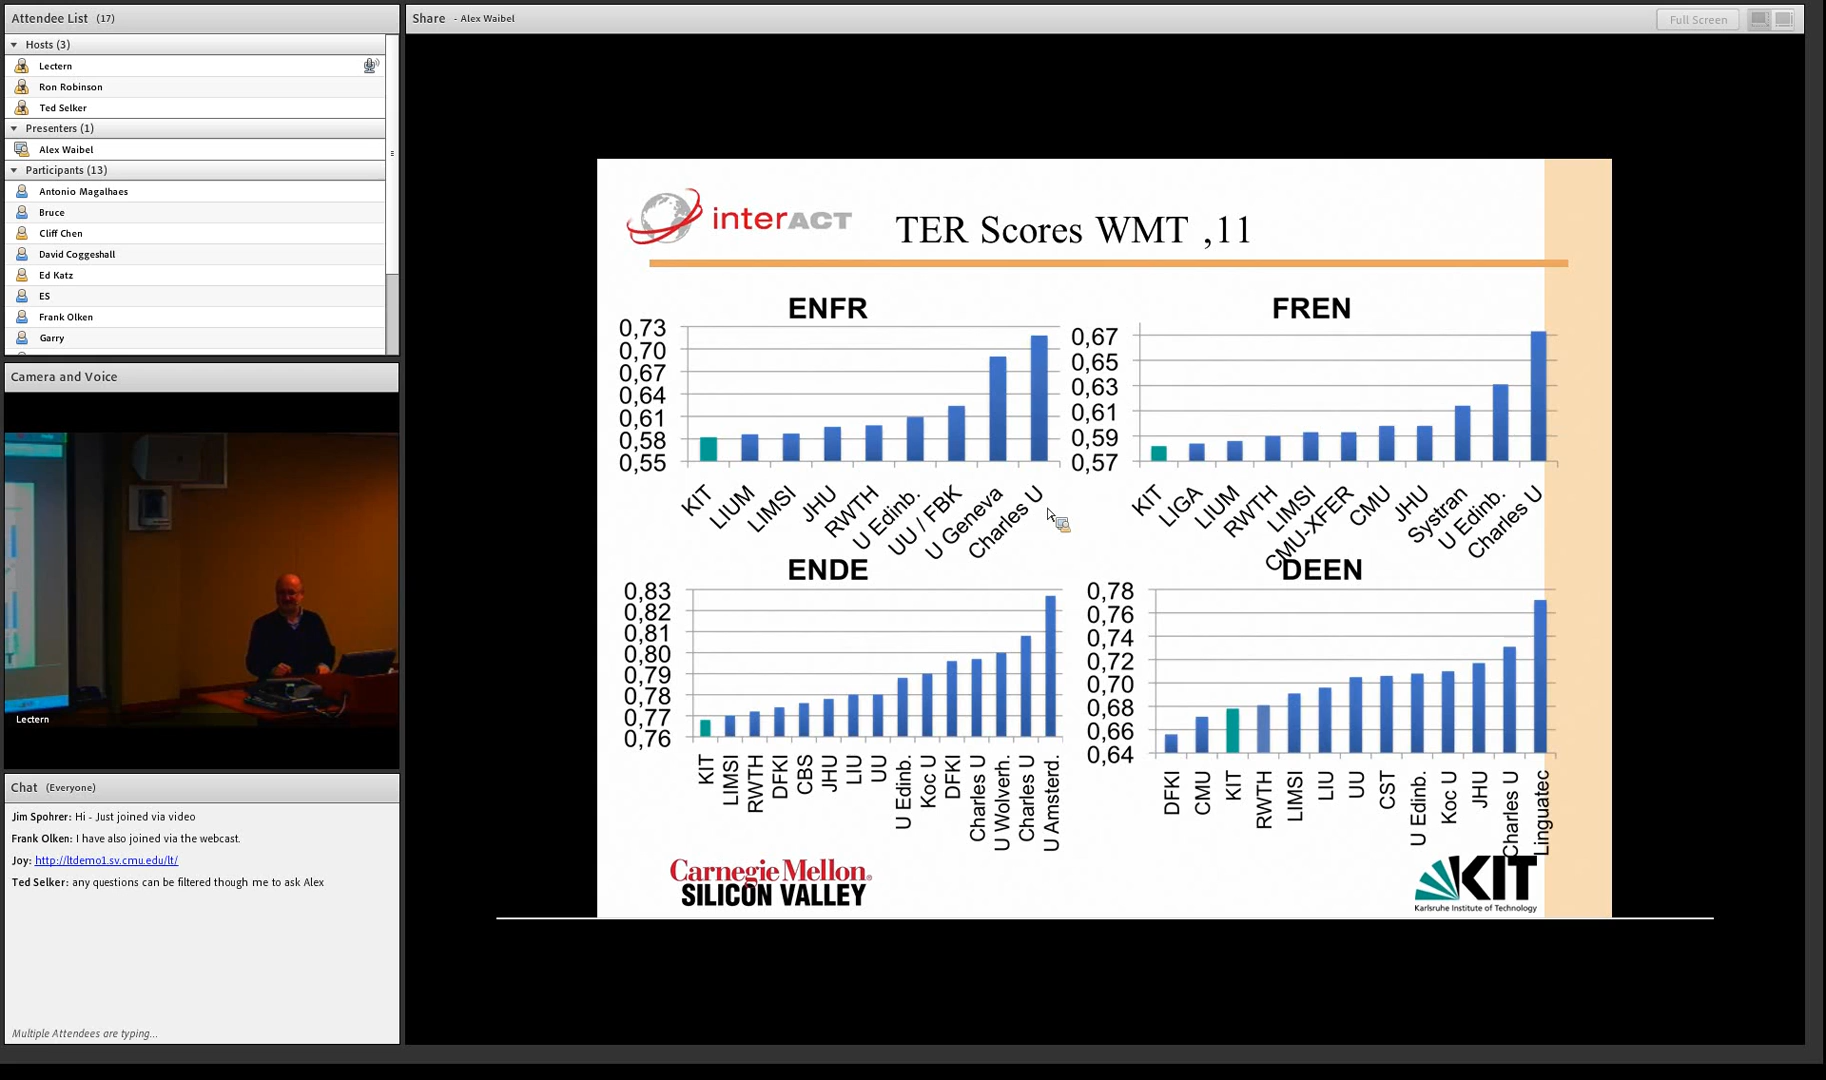 Attendee List (17)
Hosts (3)
Lectern
Ron Robinson
Ted Selker
Presenters (1)
Alex Waibel
Participants (13)
Antonio Magalhaes
Bruce
Cliff Chen
David Coggeshall
Ed Katz
ES
Frank Olken
Garry
Camera and Voice
Lectern
Chat (Everyone)
Jim Spohrer: Hi - Just joined via video
Frank Olken: I have also joined via the webcast.
Joy: http://ltdemo1.sv.cmu.edu/lt/
Ted Selker: any questions can be filtered though me to ask Alex
Multiple Attendees are typing...
Share - Alex Waibel
Full Screen
interACT
TER Scores WMT ,11
ENFR
0,73
0,70
0,67
0,64
0,61
0,58
0,55
KIT
LIUM
LIMSI
JHU
RWTH
U Edinb.
UU / FBK
U Geneva
Charles U
FREN
0,67
0,65
0,63
0,61
0,59
0,57
KIT
LIGA
LIUM
RWTH
LIMSI
CMU-XFER
CMU
JHU
Systran
U Edinb.
Charles U
ENDE
0,83
0,82
0,81
0,80
0,79
0,78
0,77
0,76
KIT
LIMSI
RWTH
DFKI
CBS
JHU
LIU
UU
U Edinb.
Koc U
DFKI
Charles U
U Wolverh.
Charles U
U Amsterd.
DEEN
0,78
0,76
0,74
0,72
0,70
0,68
0,66
0,64
DFKI
CMU
KIT
RWTH
LIMSI
LIU
UU
CST
U Edinb.
Koc U
JHU
Charles U
Linguatec
Carnegie Mellon®
SILICON VALLEY
KIT
Karlsruhe Institute of Technology